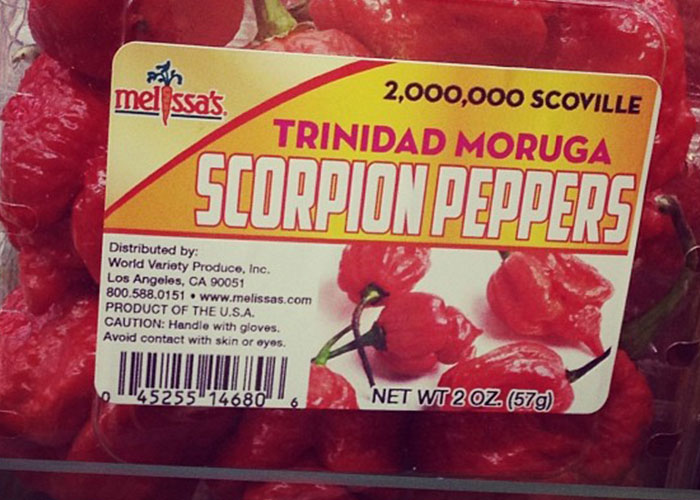 melissa's.
2,000,000 SCOVILLE
TRINIDAD MORUGA
SCORPION PEPPERS
Distributed by:
World Variety Produce, Inc.
Los Angeles, CA 90051
800.588.0151 • www.melissas.com
PRODUCT OF THE U.S.A.
CAUTION: Handle with gloves.
Avoid contact with skin or eyes.
0 45255 14680 6
NET WT 2 OZ. (57g)